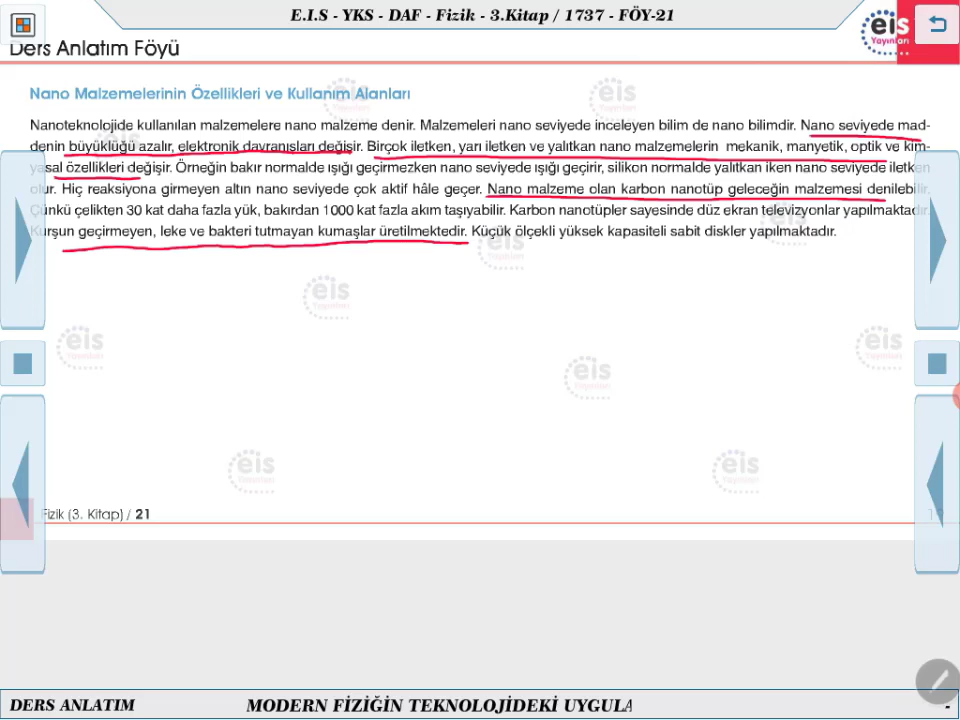 E.I.S - YKS - DAF - Fizik - 3.Kitap / 1737 - FÖY-21
eis
Yayınları
Ders Anlatım Föyü
Nano Malzemelerinin Özellikleri ve Kullanım Alanları
Nanoteknolojide kullanılan malzemelere nano malzeme denir. Malzemeleri nano seviyede inceleyen bilim de nano bilimdir. Nano seviyede mad-
denin büyüklüğü azalır, elektronik davranışları değişir. Birçok iletken, yarı iletken ve yalıtkan nano malzemelerin mekanik, manyetik, optik ve kim-
yasal özellikleri değişir. Örneğin bakır normalde ışığı geçirmezken nano seviyede ışığı geçirir, silikon normalde yalıtkan iken nano seviyede iletken
olur. Hiç reaksiyona girmeyen altın nano seviyede çok aktif hâle geçer. Nano malzeme olan karbon nanotüp geleceğin malzemesi denilebilir.
Çünkü çelikten 30 kat daha fazla yük, bakırdan 1000 kat fazla akım taşıyabilir. Karbon nanotüpler sayesinde düz ekran televizyonlar yapılmaktadır.
Kurşun geçirmeyen, leke ve bakteri tutmayan kumaşlar üretilmektedir. Küçük ölçekli yüksek kapasiteli sabit diskler yapılmaktadır.
Fizik (3. Kitap) / 21
DERS ANLATIM
MODERN FİZİĞİN TEKNOLOJİDEKİ UYGULA
-